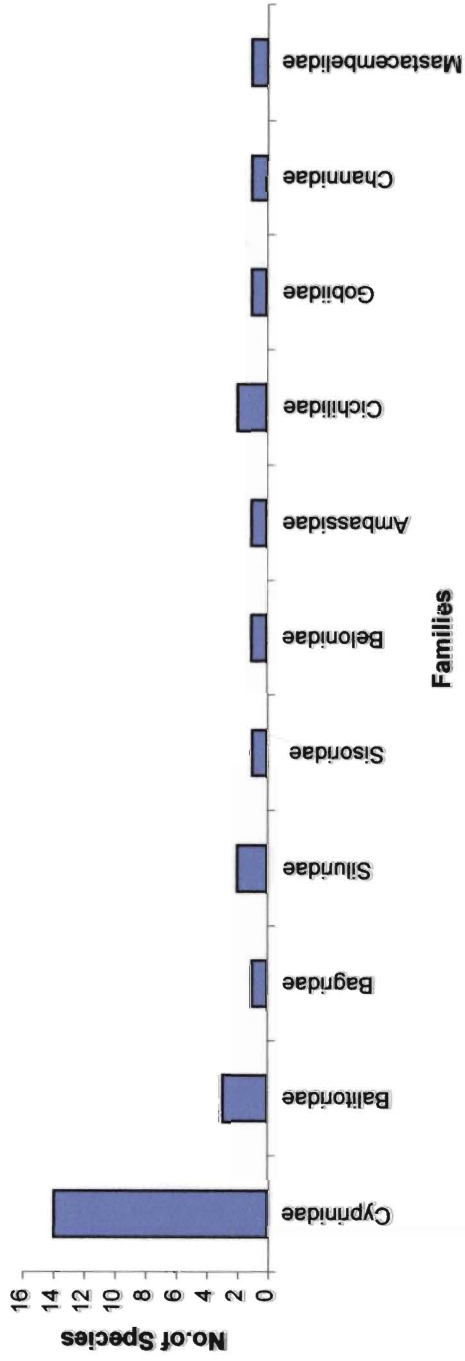 No.of Species
16
14
12
10
8
6
4
2
0
Cyprinidae
Balitoridae
Bagridae
Siluridae
Sisoridae
Belonidae
Ambassidae
Cichilidae
Gobiidae
Channidae
Mastacembelidae
Families